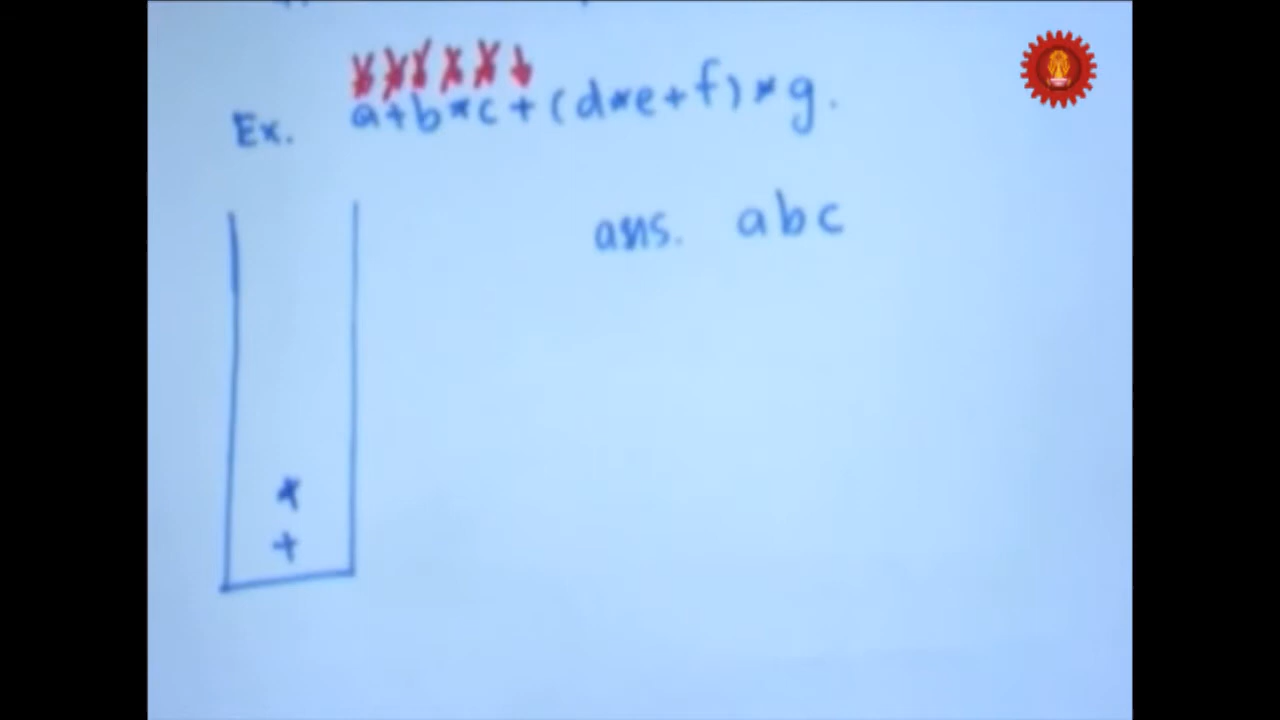 Ex. a+b*c+(d*e+f)*g.
ans. abc
*
+